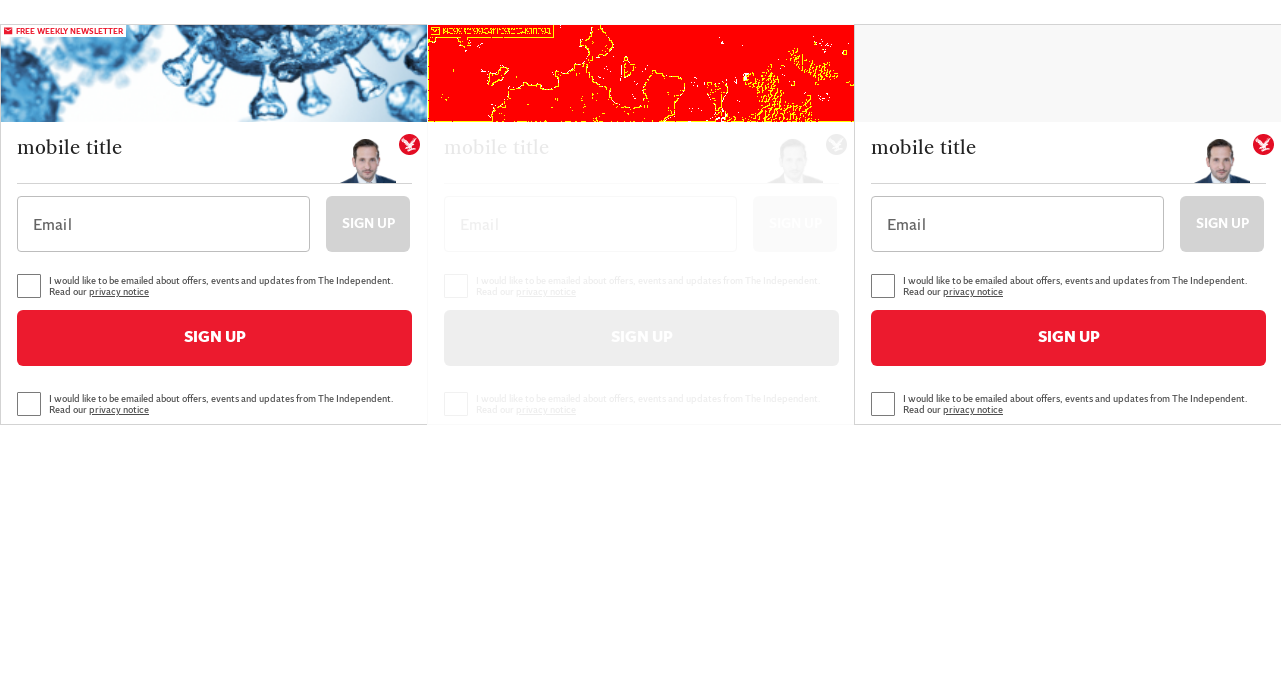 FREE WEEKLY NEWSLETTER
mobile title
Email
SIGN UP
I would like to be emailed about offers, events and updates from The Independent.
Read our privacy notice
SIGN UP
I would like to be emailed about offers, events and updates from The Independent.
Read our privacy notice
mobile title
Email
SIGN UP
I would like to be emailed about offers, events and updates from The Independent.
Read our privacy notice
SIGN UP
I would like to be emailed about offers, events and updates from The Independent.
Read our privacy notice
mobile title
Email
SIGN UP
I would like to be emailed about offers, events and updates from The Independent.
Read our privacy notice
SIGN UP
I would like to be emailed about offers, events and updates from The Independent.
Read our privacy notice